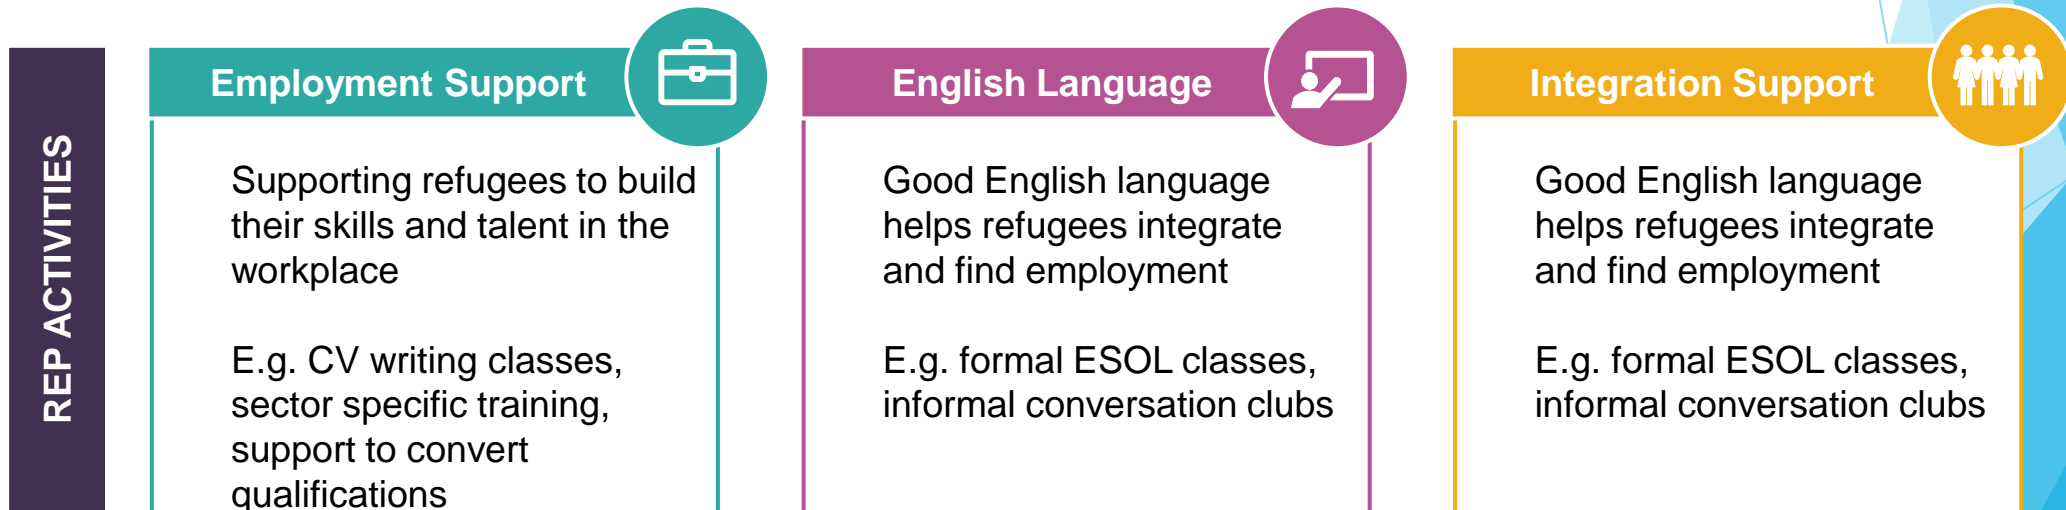 REP ACTIVITIES
Employment Support
Supporting refugees to build
their skills and talent in the
workplace
E.g. CV writing classes,
sector specific training,
support to convert
qualifications
English Language
Good English language
helps refugees integrate
and find employment
E.g. formal ESOL classes,
informal conversation clubs
Integration Support
Good English language
helps refugees integrate
and find employment
E.g. formal ESOL classes,
informal conversation clubs